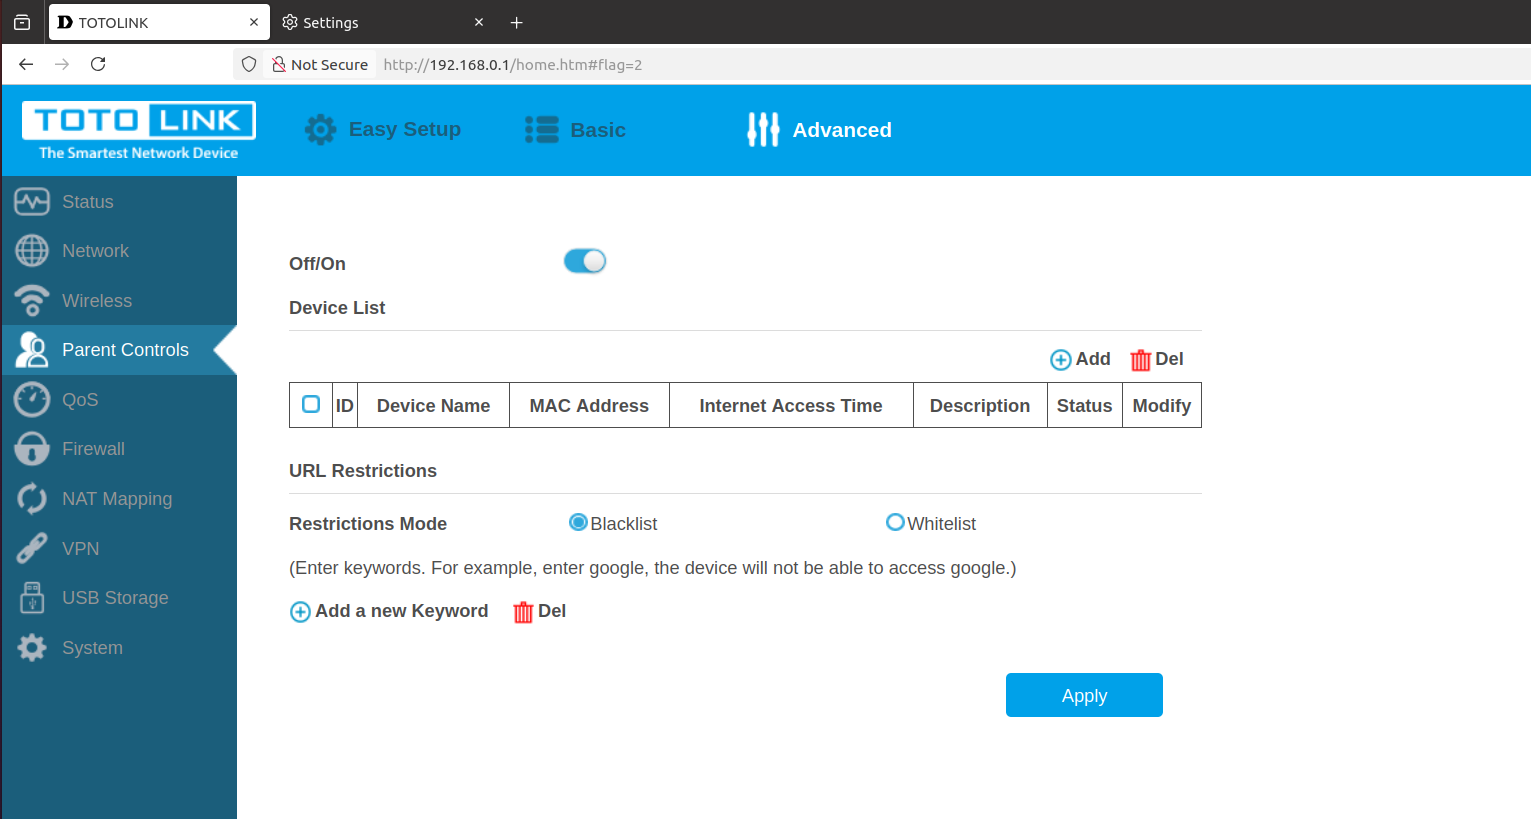 TOTOLINK
Settings
Not Secure http://192.168.0.1/home.htm#flag=2
TOTO LINK
The Smartest Network Device
Easy Setup
Basic
Advanced
Status
Network
Wireless
Parent Controls
QoS
Firewall
NAT Mapping
VPN
USB Storage
System
Off/On
Device List
Add Del
ID Device Name MAC Address Internet Access Time Description Status Modify
URL Restrictions
Restrictions Mode Blacklist Whitelist
(Enter keywords. For example, enter google, the device will not be able to access google.)
Add a new Keyword Del
Apply